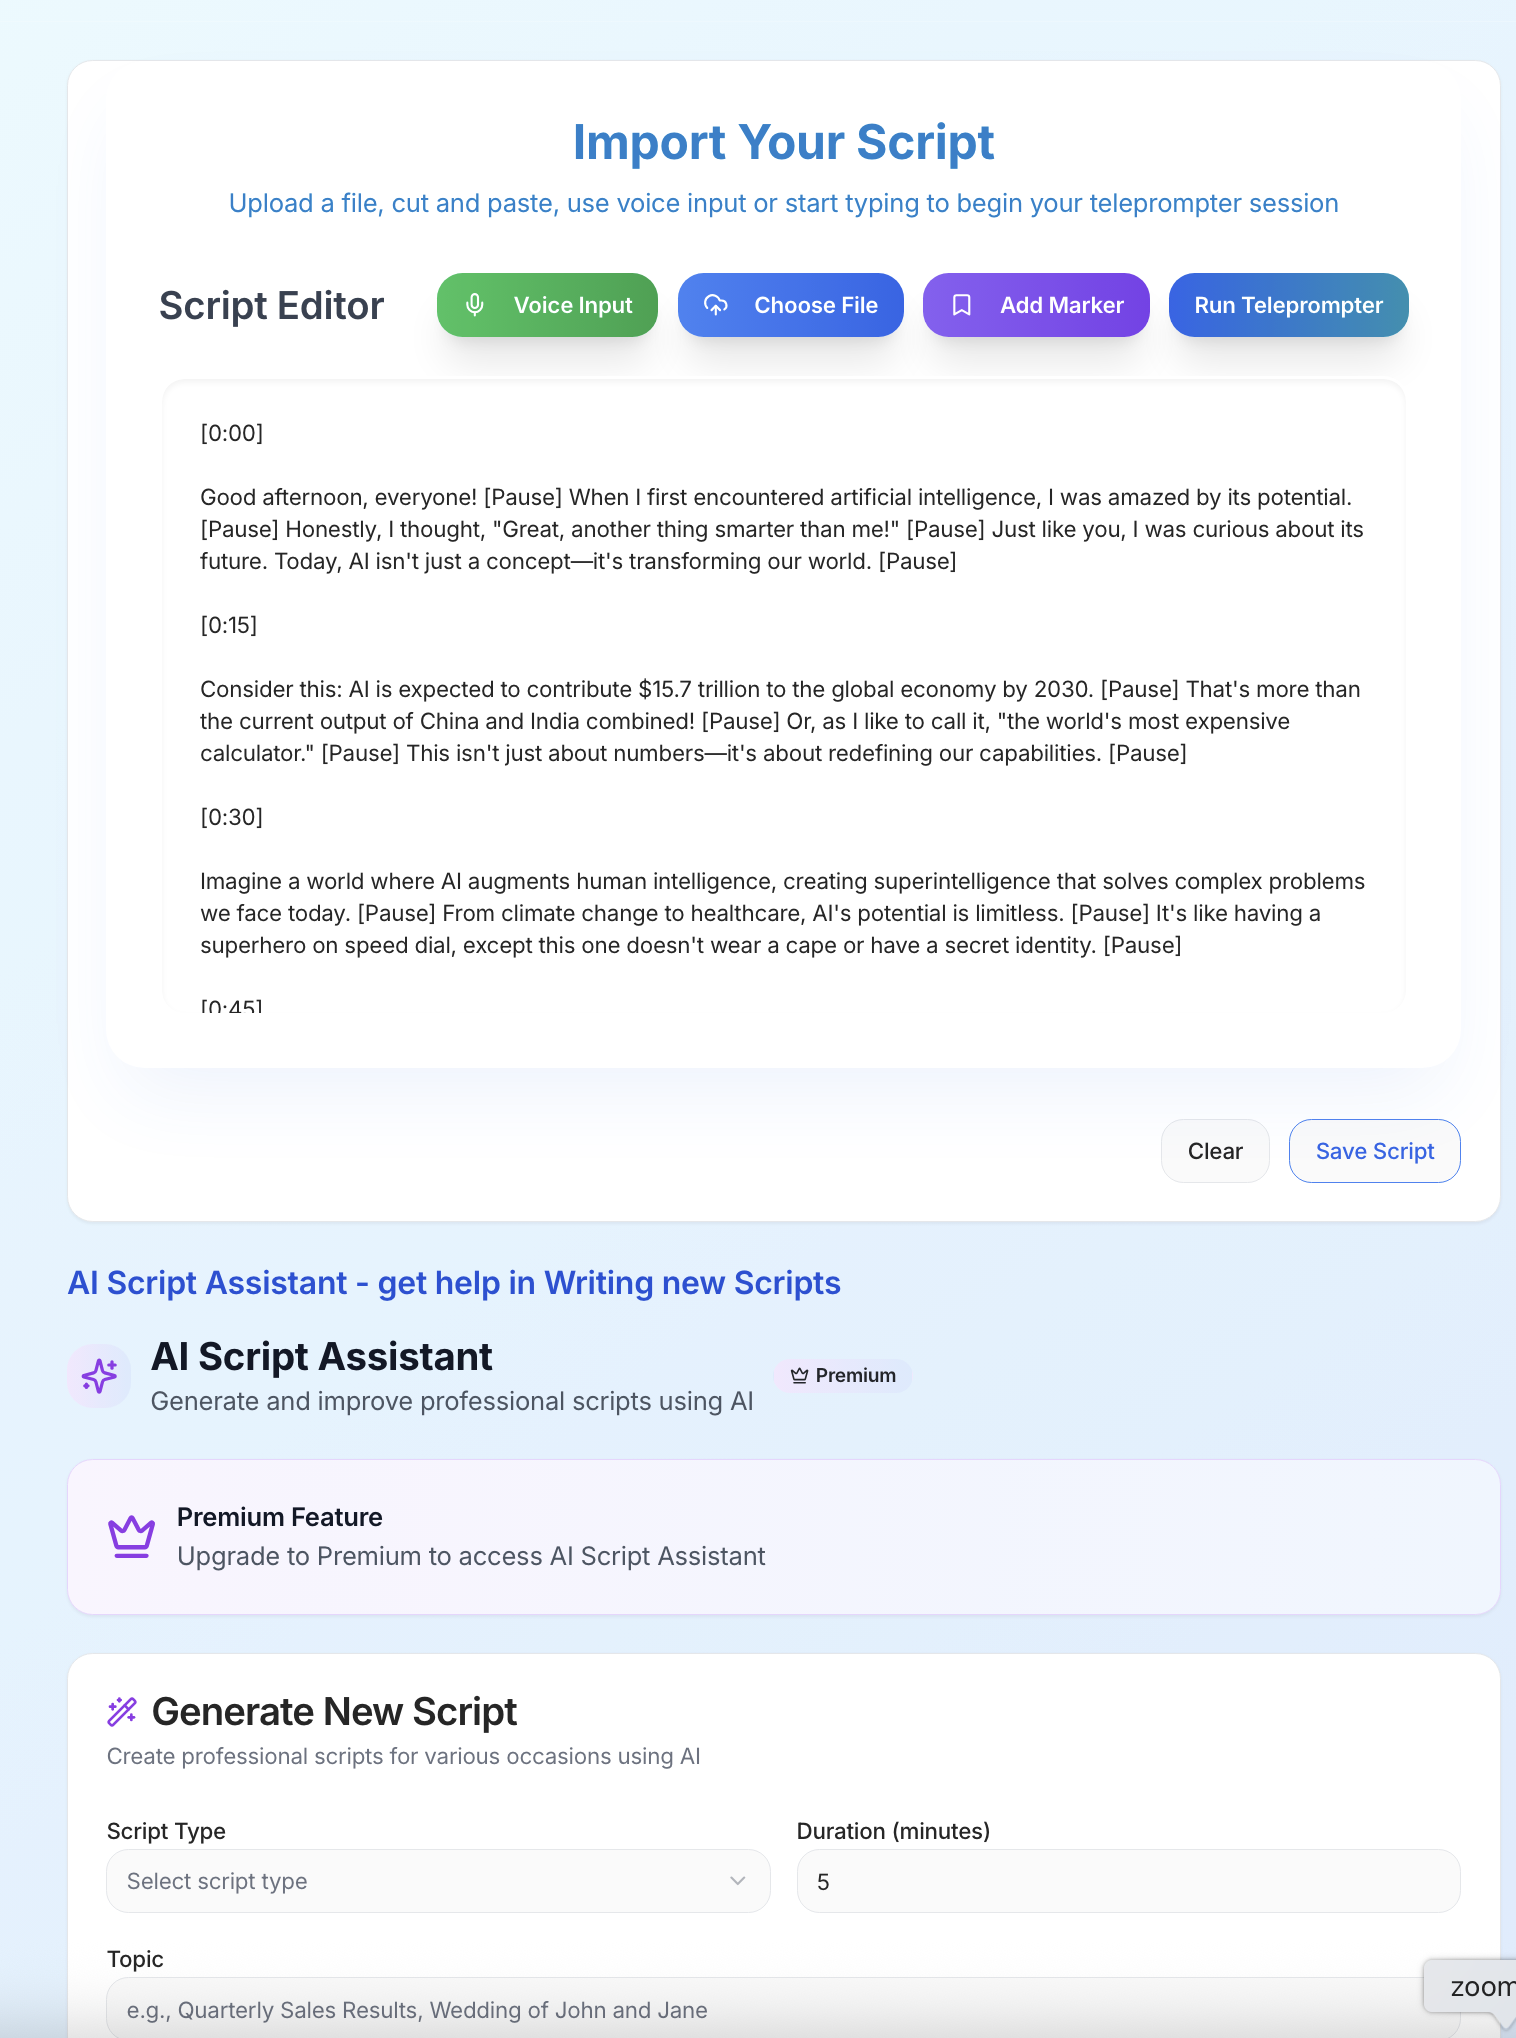 Import Your Script
Upload a file, cut and paste, use voice input or start typing to begin your teleprompter session
Script Editor
Voice Input
Choose File
Add Marker
Run Teleprompter
[0:00]
Good afternoon, everyone! [Pause] When I first encountered artificial intelligence, I was amazed by its potential.
[Pause] Honestly, I thought, "Great, another thing smarter than me!" [Pause] Just like you, I was curious about its
future. Today, AI isn't just a concept—it's transforming our world. [Pause]
[0:15]
Consider this: AI is expected to contribute $15.7 trillion to the global economy by 2030. [Pause] That's more than
the current output of China and India combined! [Pause] Or, as I like to call it, "the world's most expensive
calculator." [Pause] This isn't just about numbers—it's about redefining our capabilities. [Pause]
[0:30]
Imagine a world where AI augments human intelligence, creating superintelligence that solves complex problems
we face today. [Pause] From climate change to healthcare, AI's potential is limitless. [Pause] It's like having a
superhero on speed dial, except this one doesn't wear a cape or have a secret identity. [Pause]
[0:45]
Clear
Save Script
AI Script Assistant - get help in Writing new Scripts
AI Script Assistant
Generate and improve professional scripts using AI
Premium
Premium Feature
Upgrade to Premium to access AI Script Assistant
Generate New Script
Create professional scripts for various occasions using AI
Script Type
Duration (minutes)
Select script type
5
Topic
e.g., Quarterly Sales Results, Wedding of John and Jane
zoom